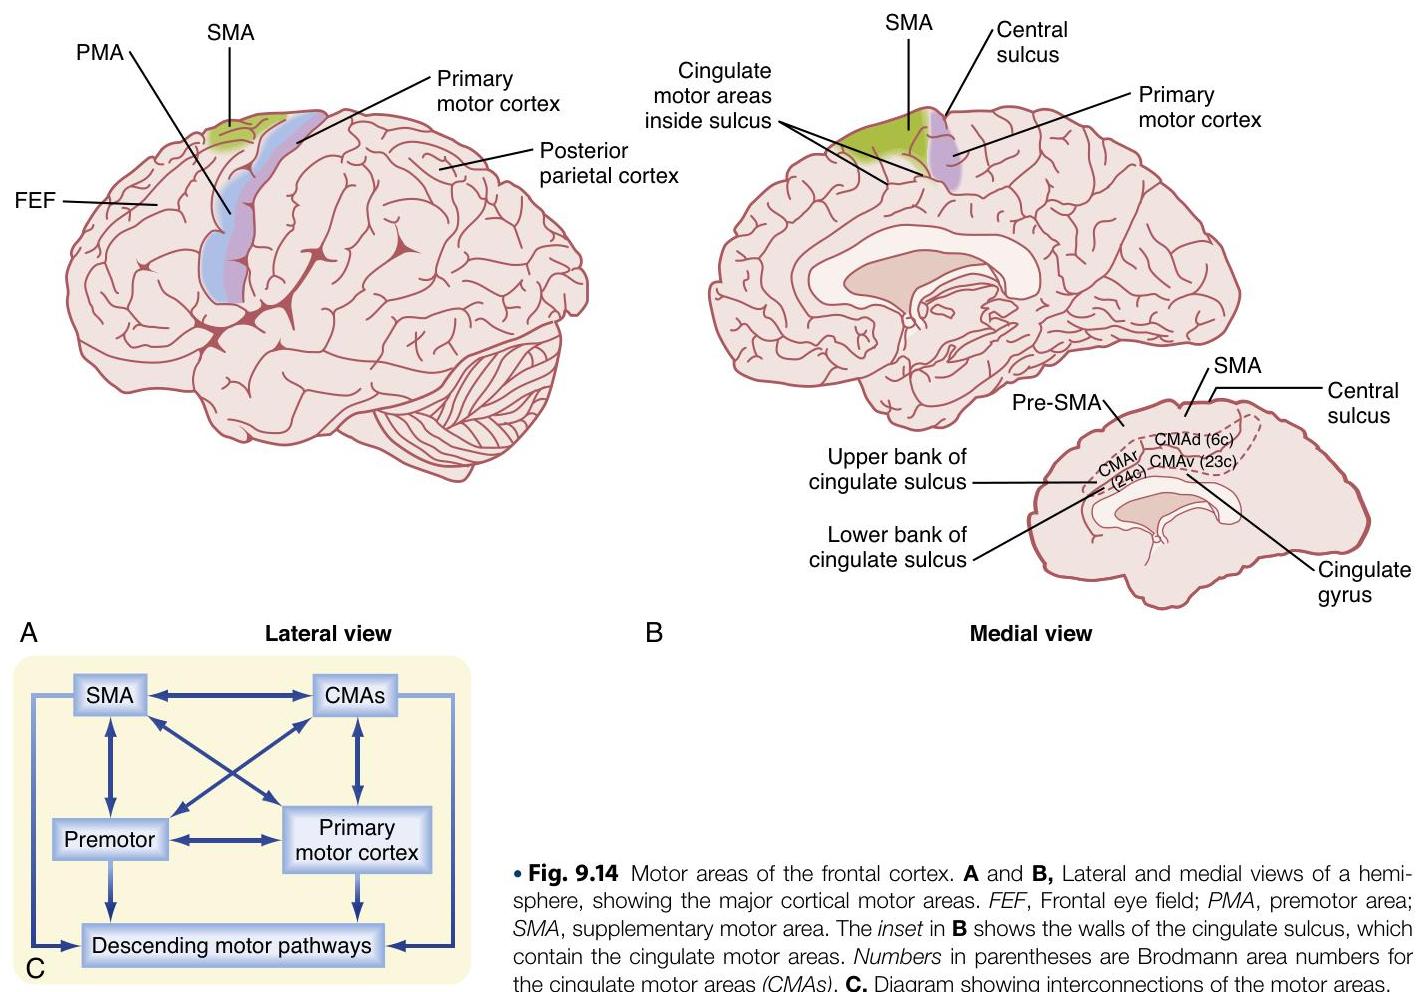 SMA
PMA
Primary
motor cortex
Posterior
parietal cortex
FEF
SMA
Central
sulcus
Cingulate
motor areas
inside sulcus
Primary
motor cortex
SMA
Pre-SMA
Central
sulcus
CMAd (6c)
CMAv (23c)
CMAr
(24c)
Upper bank of
cingulate sulcus
Lower bank of
cingulate sulcus
Cingulate
gyrus
A
Lateral view
B
Medial view
SMA
CMAs
Premotor
Primary
motor cortex
Descending motor pathways
C
• Fig. 9.14 Motor areas of the frontal cortex. A and B, Lateral and medial views of a hemi-
sphere, showing the major cortical motor areas. FEF, Frontal eye field; PMA, premotor area;
SMA, supplementary motor area. The inset in B shows the walls of the cingulate sulcus, which
contain the cingulate motor areas. Numbers in parentheses are Brodmann area numbers for
the cingulate motor areas (CMAs). C, Diagram showing interconnections of the motor areas.